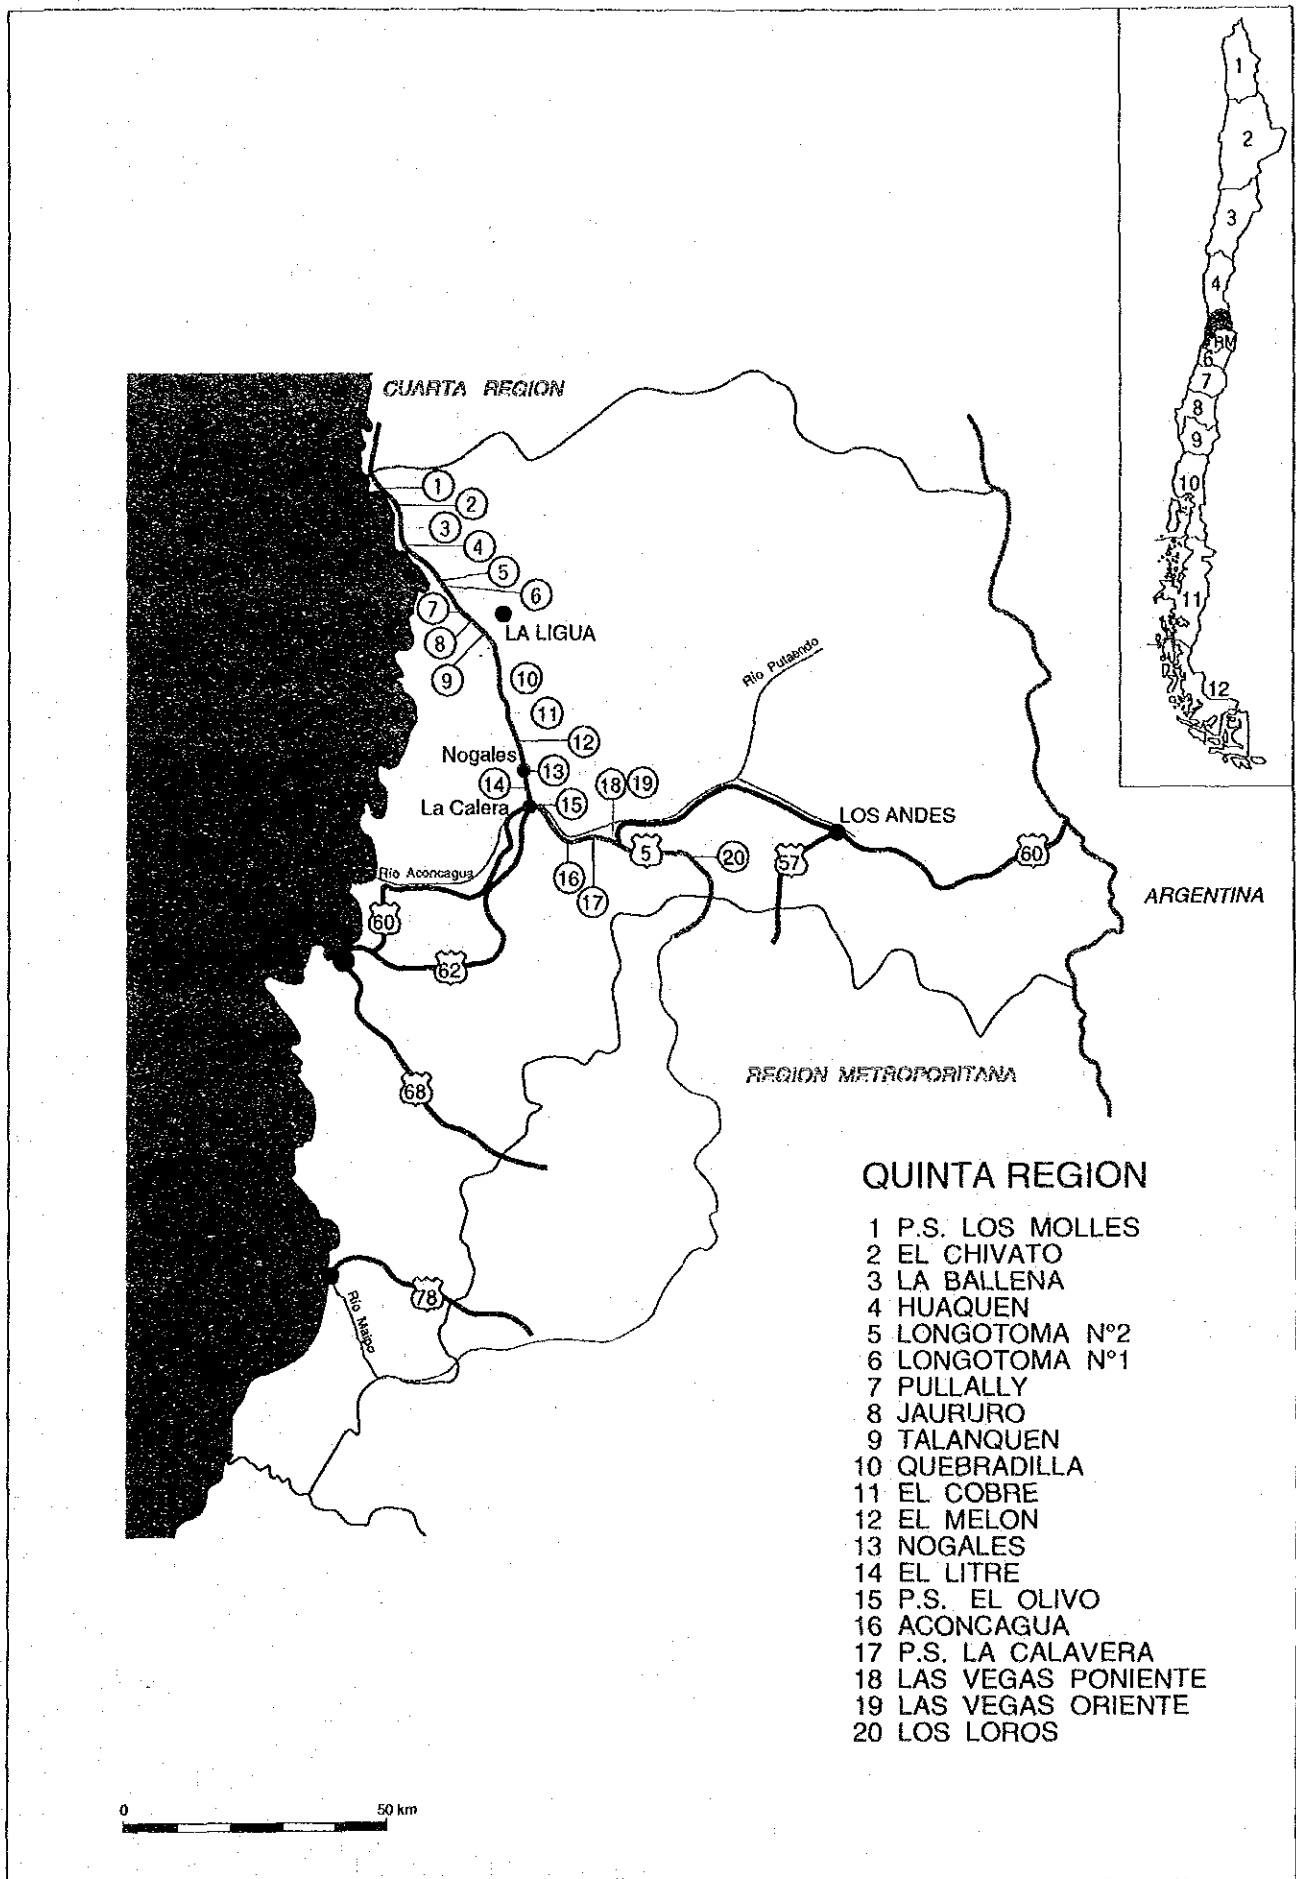 1
2
3
4
RM
6
7
8
9
10
11
12
CUARTA REGION
1
2
3
4
5
6
7
LA LIGUA
8
9
10
11
12
Río Putaendo
Nogales
13
14
18
19
La Calera
15
LOS ANDES
5
20
57
60
Río Aconcagua
16
17
ARGENTINA
60
62
REGION METROPORITANA
68
QUINTA REGION
1 P.S. LOS MOLLES
2 EL CHIVATO
3 LA BALLENA
4 HUAQUEN
5 LONGOTOMA Nº2
6 LONGOTOMA Nº1
7 PULLALLY
8 JAURURO
9 TALANQUEN
10 QUEBRADILLA
11 EL COBRE
12 EL MELON
13 NOGALES
14 EL LITRE
15 P.S. EL OLIVO
16 ACONCAGUA
17 P.S. LA CALAVERA
18 LAS VEGAS PONIENTE
19 LAS VEGAS ORIENTE
20 LOS LOROS
78
Río Maipo
0 50 km